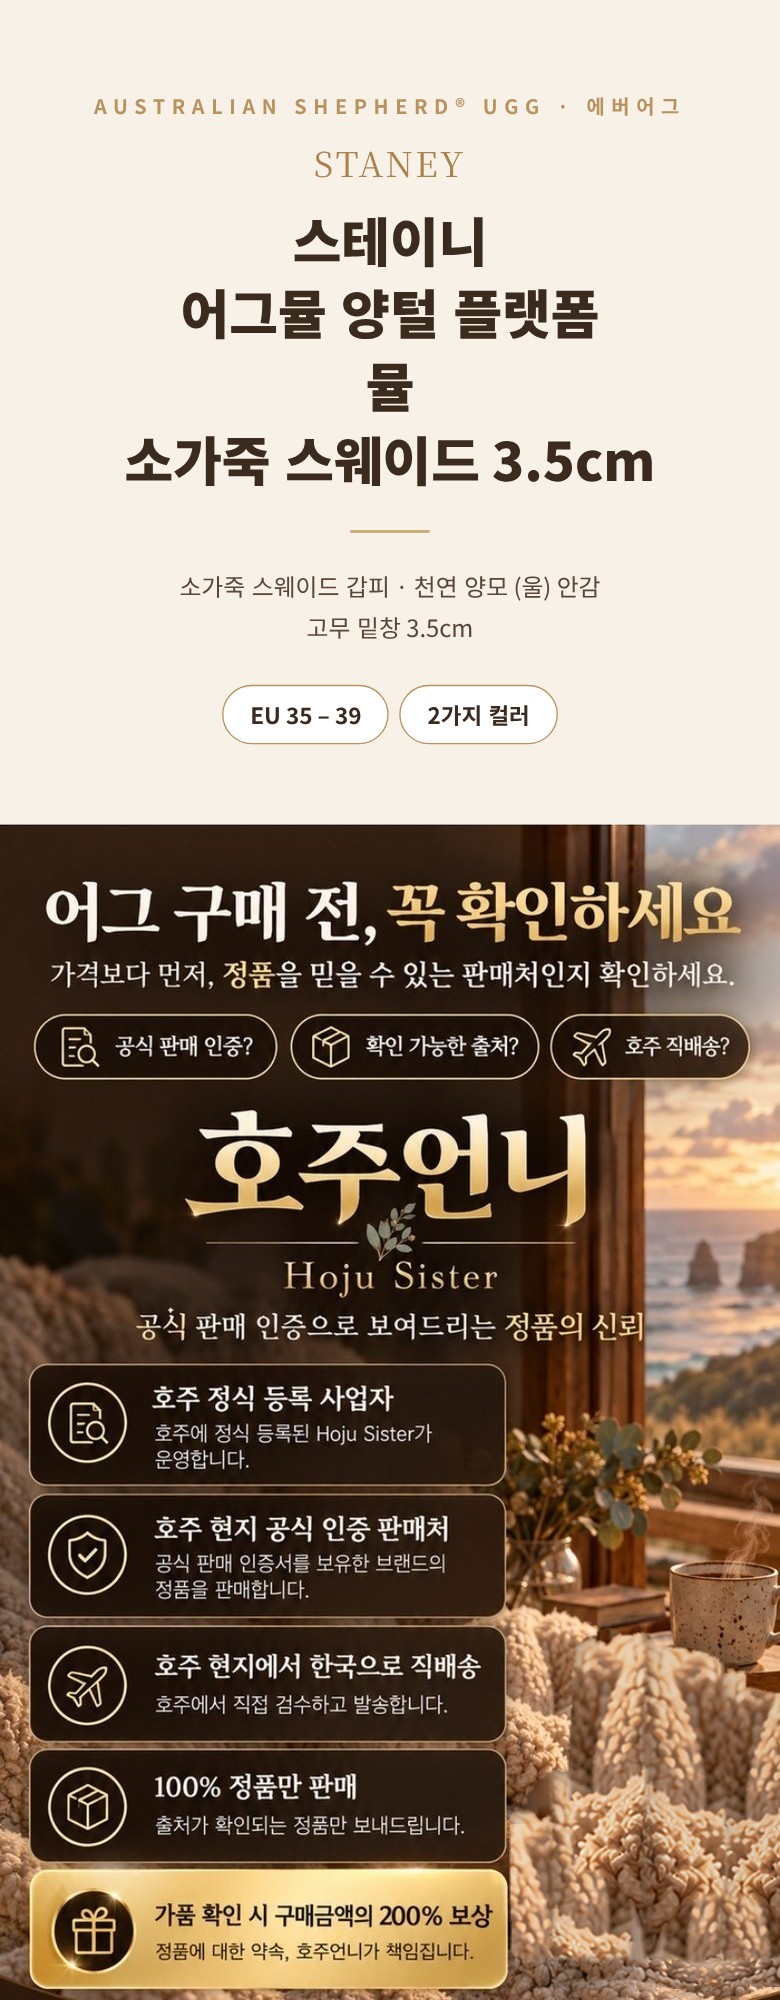 AUSTRALIAN SHEPHERD® UGG · 에버어그
STANEY
스테이니
어그뮬 양털 플랫폼
뮬
소가죽 스웨이드 3.5cm
소가죽 스웨이드 갑피 · 천연 양모 (울) 안감
고무 밑창 3.5cm
EU 35 – 39
2가지 컬러
어그 구매 전, 꼭 확인하세요
가격보다 먼저, 정품을 믿을 수 있는 판매처인지 확인하세요.
공식 판매 인증?
확인 가능한 출처?
호주 직배송?
호주언니
Hoju Sister
공식 판매 인증으로 보여드리는 정품의 신뢰
호주 정식 등록 사업자
호주에 정식 등록된 Hoju Sister가
운영합니다.
호주 현지 공식 인증 판매처
공식 판매 인증서를 보유한 브랜드의
정품을 판매합니다.
호주 현지에서 한국으로 직배송
호주에서 직접 검수하고 발송합니다.
100% 정품만 판매
출처가 확인되는 정품만 보내드립니다.
가품 확인 시 구매금액의 200% 보상
정품에 대한 약속, 호주언니가 책임집니다.